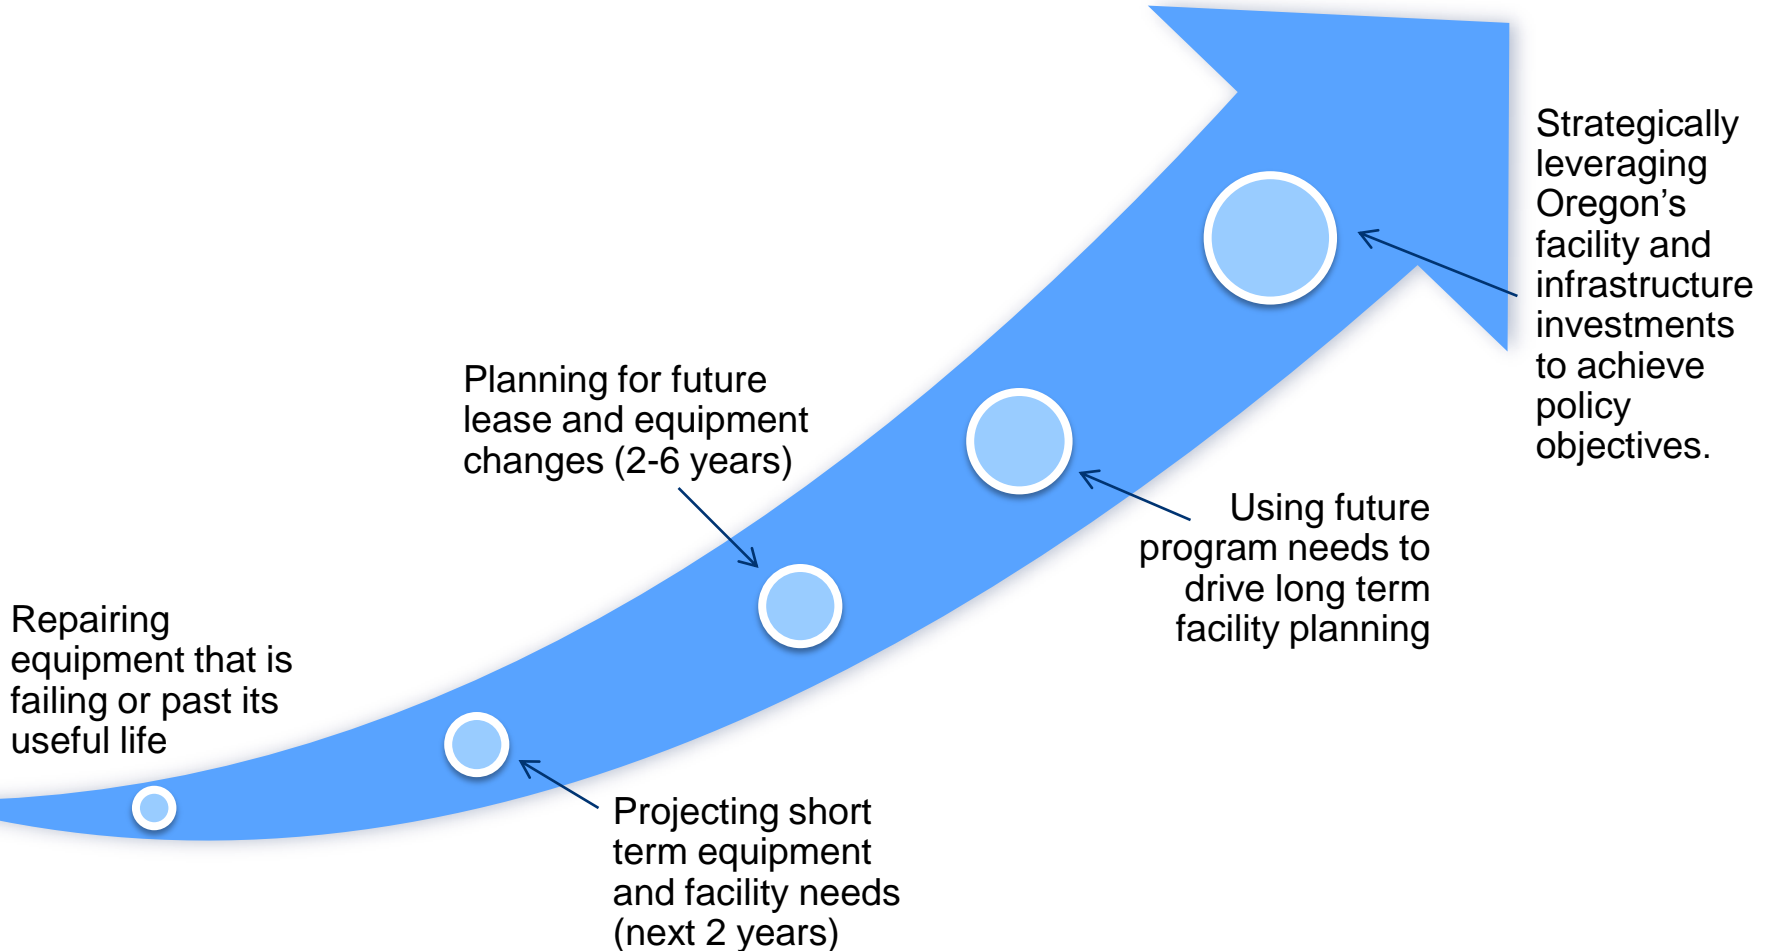 Repairing
equipment that is
failing or past its
useful life
Projecting short
term equipment
and facility needs
(next 2 years)
Planning for future
lease and equipment
changes (2-6 years)
Using future
program needs to
drive long term
facility planning
Strategically
leveraging
Oregon’s
facility and
infrastructure
investments
to achieve
policy
objectives.